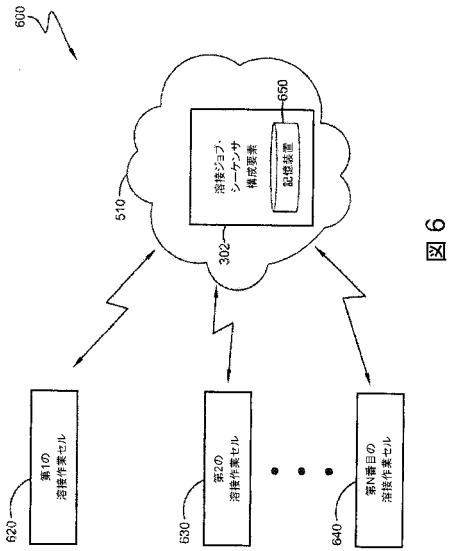 600
510
溶接ジョブ・
シーケンサ
構成要素
650
記憶装置
302
第1の
溶接作業セル
620
第2の
溶接作業セル
630
第N番目の
溶接作業セル
640
図 6